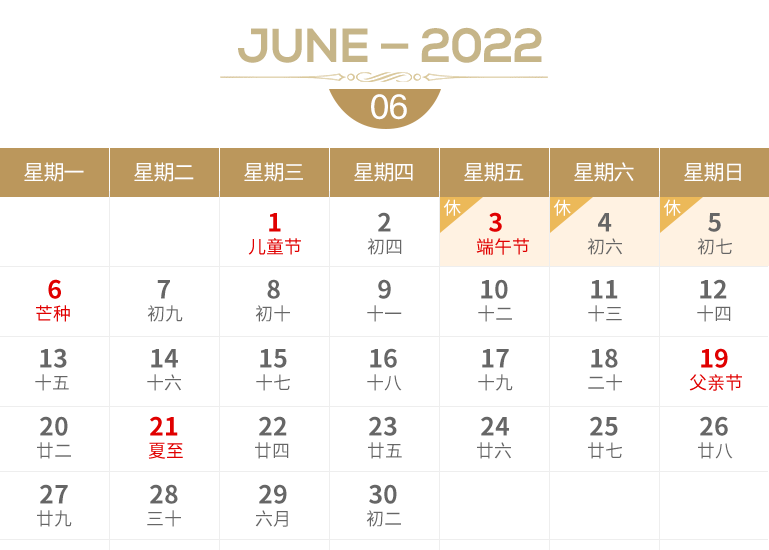 JUNE – 2022
06
星期一 星期二 星期三 星期四 星期五 星期六 星期日
休 休 休
1 2 3 4 5
儿童节 初四 端午节 初六 初七
6 7 8 9 10 11 12
芒种 初九 初十 十一 十二 十三 十四
13 14 15 16 17 18 19
十五 十六 十七 十八 十九 二十 父亲节
20 21 22 23 24 25 26
廿二 夏至 廿四 廿五 廿六 廿七 廿八
27 28 29 30
廿九 三十 六月 初二